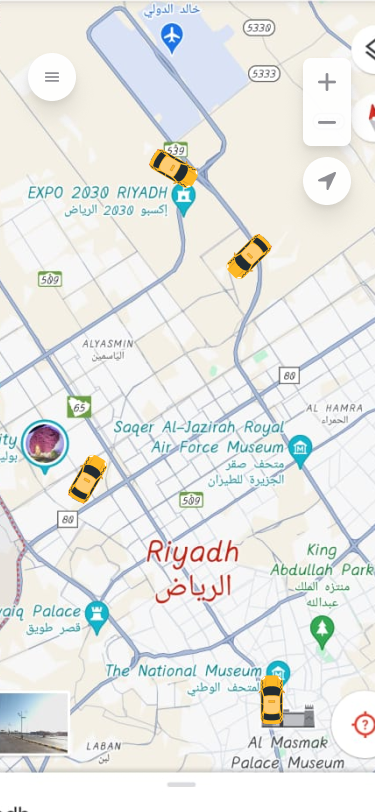 خالد الدولي
5330
5333
539
EXPO 2030 RIYADH
إكسبو 2030 الرياض
509
ALYASMIN
الياسمين
80
65
AL HAMRA
الحمراء
Saqer Al-Jazirah Royal
Air Force Museum
متحف صقر
الجزيرة للطيران
ity
بوليا
509
80
Riyadh
الرياض
King
Abdullah Park
منتزه الملك
عبدالله
waiq Palace
قصر طويق
The National Museum
المتحف الوطني
LABAN
لبن
Al Masmak
Palace Museum